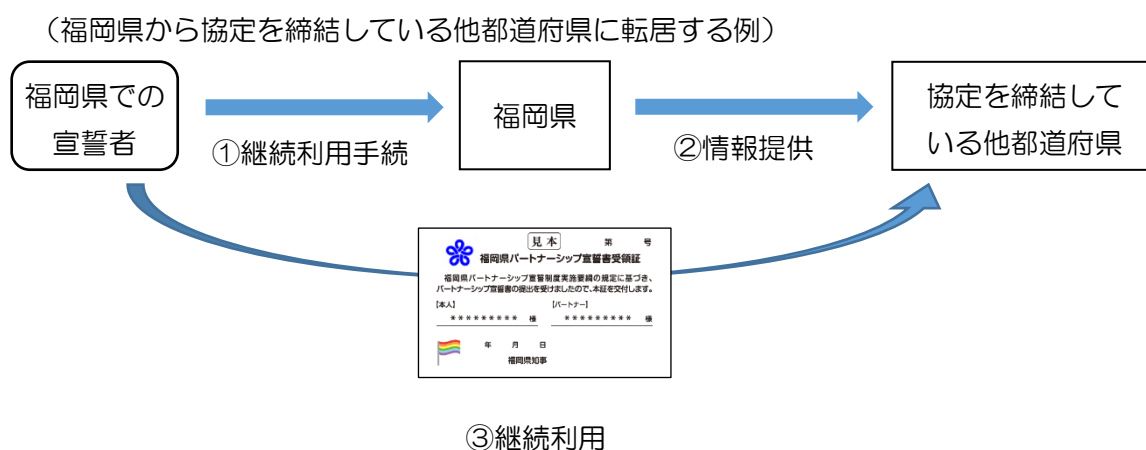 （福岡県から協定を締結している他都道府県に転居する例）
福岡県での
宣誓者
①継続利用手続
福岡県
②情報提供
協定を締結して
いる他都道府県
見本
第　　号
福岡県パートナーシップ宣誓書受領証
福岡県パートナーシップ宣誓制度実施要綱の規定に基づき、
パートナーシップ宣誓書の提出を受けましたので、本証を交付します。
【本人】　【パートナー】
＊＊＊＊＊＊＊＊＊　様　＊＊＊＊＊＊＊＊＊　様
年　月　日
福岡県知事
③継続利用